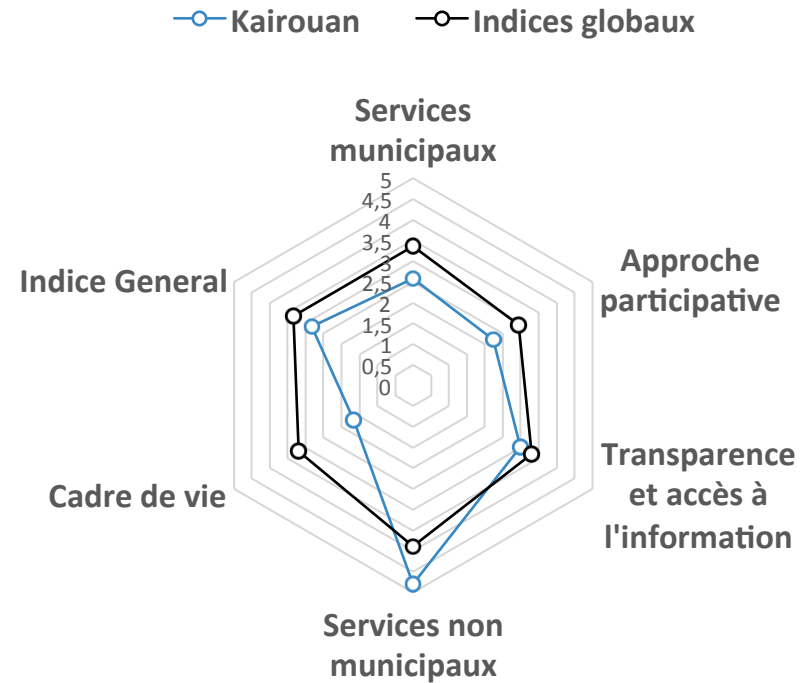 Kairouan
Indices globaux
Services
municipaux
5
4,5
4
3,5
3
2,5
2
1,5
1
0,5
0
Approche
participative
Indice General
Transparence
et accès à
l'information
Cadre de vie
Services non
municipaux